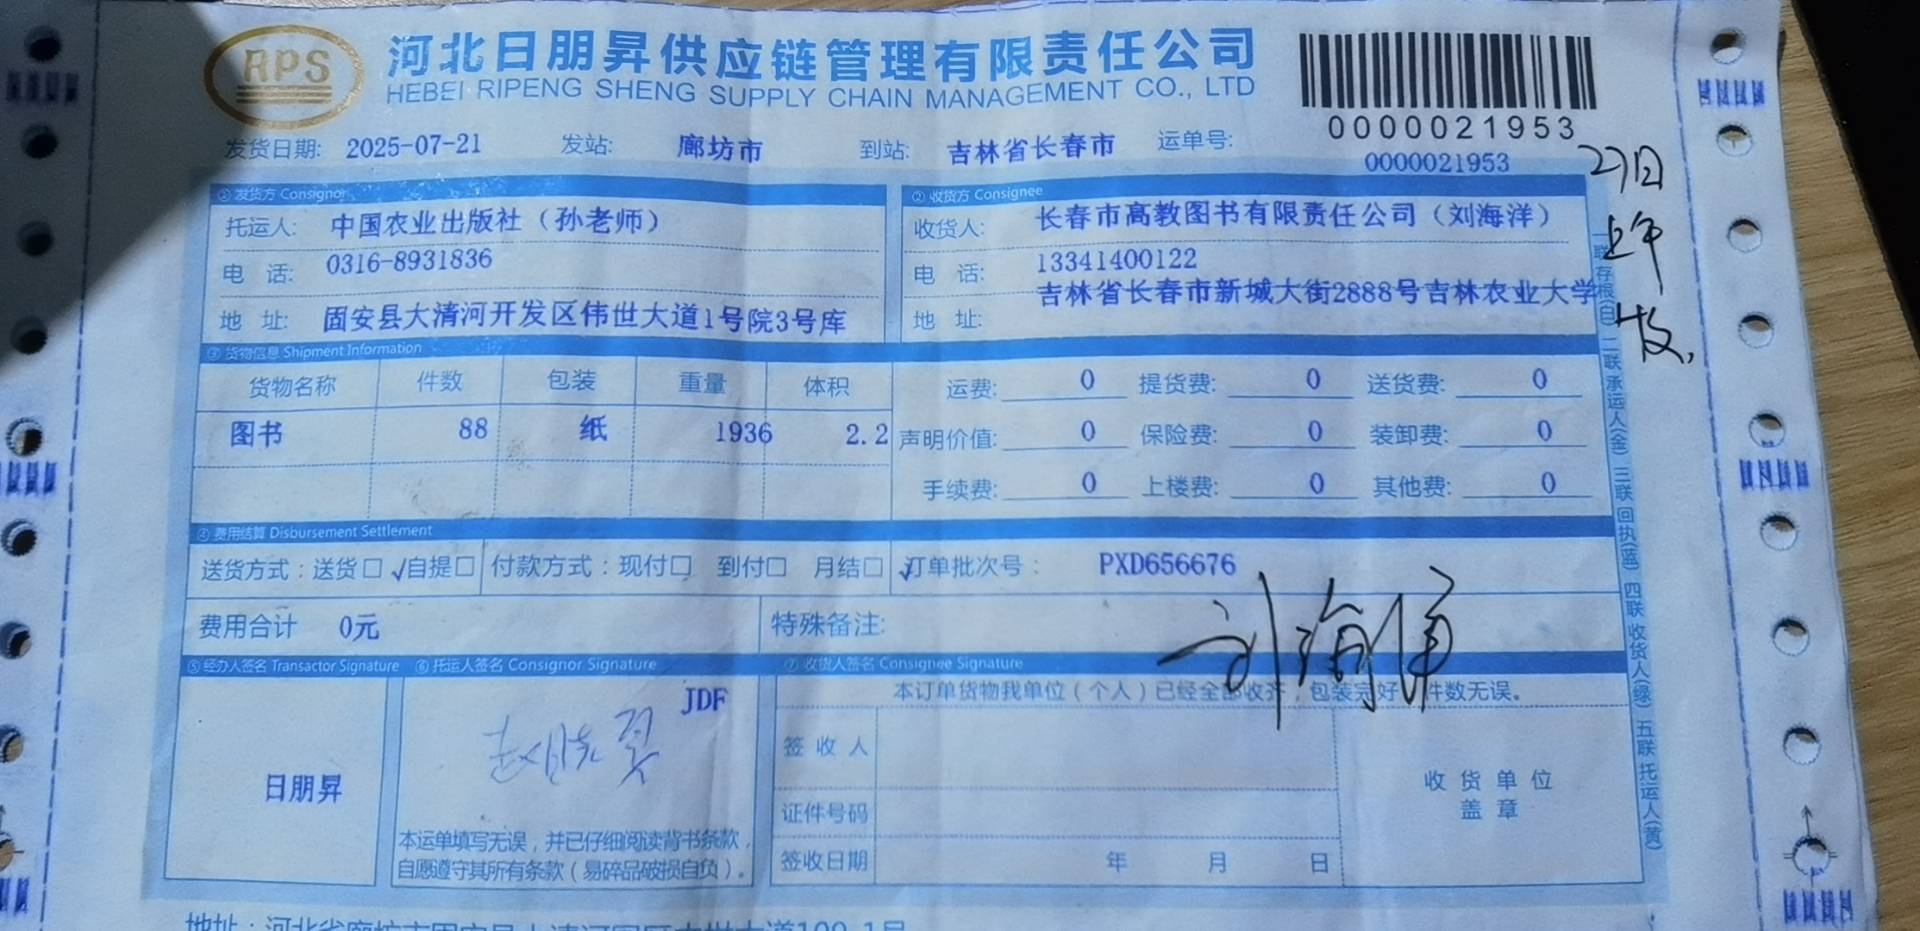 RPS
河北日朋昇供应链管理有限责任公司
HEBEI RIPENG SHENG SUPPLY CHAIN MANAGEMENT CO., LTD
0000021953
发货日期: 2025-07-21 发站: 廊坊市 到站: 吉林省长春市 运单号: 0000021953
27日
上午
收
① 发货方 Consignor
② 收货方 Consignee
托运人: 中国农业出版社（孙老师）
收货人: 长春市高教图书有限责任公司（刘海洋）
电 话: 0316-8931836
电 话: 13341400122
地 址: 固安县大清河开发区伟世大道1号院3号库
地 址: 吉林省长春市新城大街2888号吉林农业大学
③ 货物信息 Shipment Information
货物名称 件数 包装 重量 体积
图书 88 纸 1936 2.2
运费: 0 提货费: 0 送货费: 0
声明价值: 0 保险费: 0 装卸费: 0
手续费: 0 上楼费: 0 其他费: 0
④ 费用结算 Disbursement Settlement
送货方式：送货□ √自提□ 付款方式：现付□ 到付□ 月结□ √订单批次号： PXD656676
费用合计 0元 特殊备注:
⑤ 经办人签名 Transactor Signature ⑥ 托运人签名 Consignor Signature ⑦ 收货人签名 Consignee Signature
日朋昇
JDF
本运单填写无误，并已仔细阅读背书条款，
自愿遵守其所有条款（易碎品破损自负）。
本订单货物我单位（个人）已经全部收齐，包装完好，件数无误。
签 收 人
证件号码
签收日期 年 月 日
收 货 单 位
盖 章
一联 存根(白) 二联 承运人(金) 三联 回执(蓝) 四联 收货人(绿) 五联 托运人(黄)